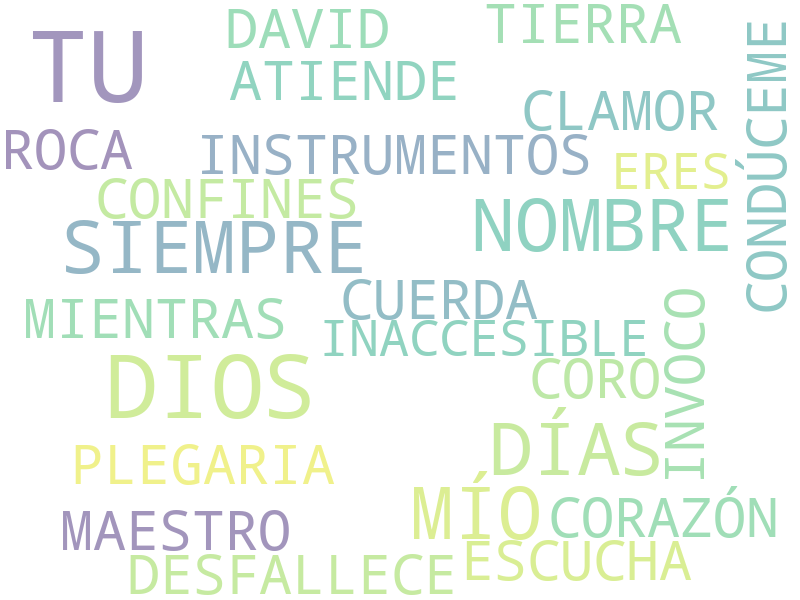 TU
DAVID
TIERRA
ATIENDE
CLAMOR
CONDÚCEME
ROCA
INSTRUMENTOS
ERES
CONFINES
NOMBRE
SIEMPRE
CUERDA
MIENTRAS
INACCESIBLE
INVOCO
DIOS
CORO
DÍAS
PLEGARIA
MÍO
CORAZÓN
MAESTRO
ESCUCHA
DESFALLECE